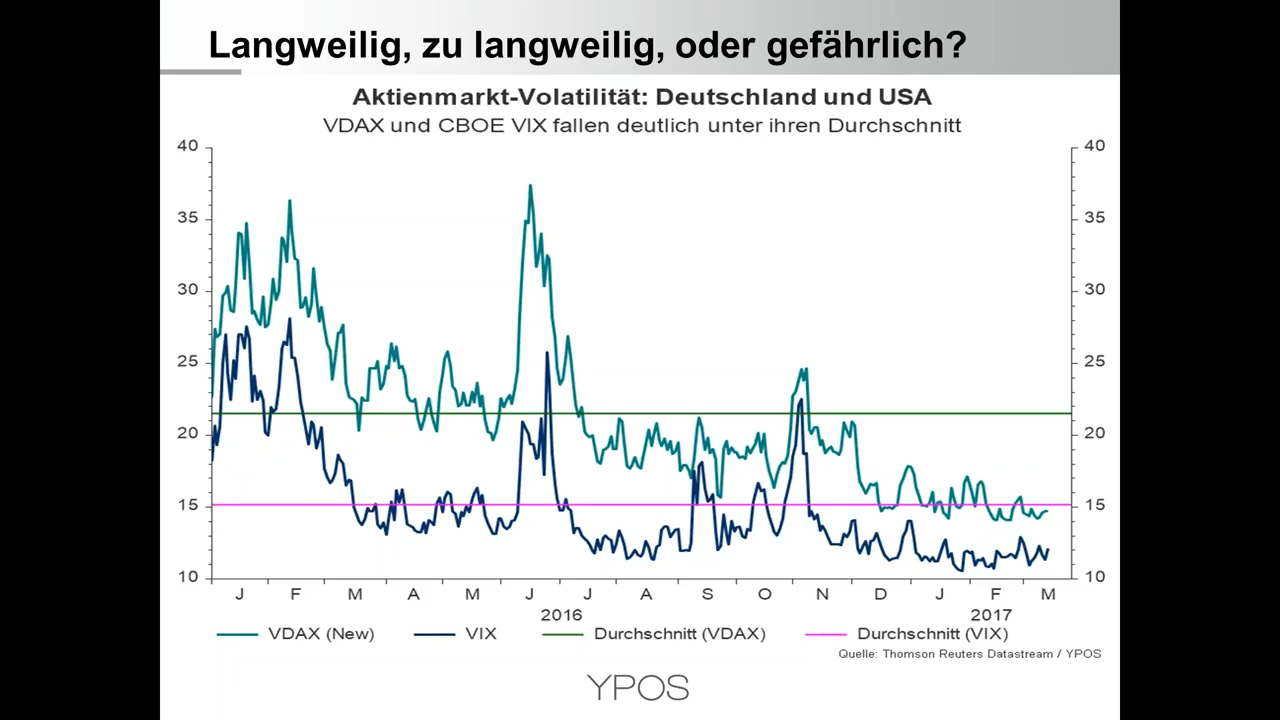 Langweilig, zu langweilig, oder gefährlich?
Aktienmarkt-Volatilität: Deutschland und USA
VDAX und CBOE VIX fallen deutlich unter ihren Durchschnitt
40 40
35 35
30 30
25 25
20 20
15 15
10 10
J F M A M J J A S O N D J F M
2016 2017
VDAX (New) VIX Durchschnitt (VDAX) Durchschnitt (VIX)
Quelle: Thomson Reuters Datastream / YPOS
YPOS